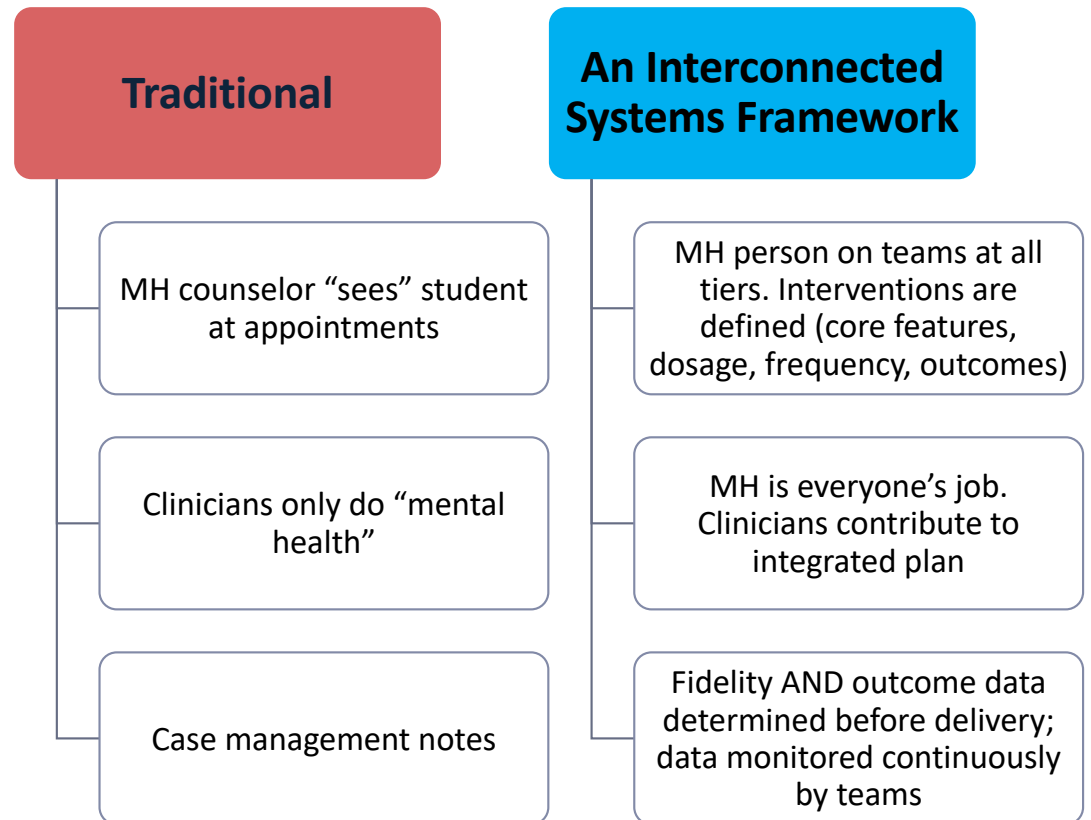 Traditional
MH counselor “sees” student
at appointments
Clinicians only do “mental
health”
Case management notes
An Interconnected
Systems Framework
MH person on teams at all
tiers. Interventions are
defined (core features,
dosage, frequency, outcomes)
MH is everyone’s job.
Clinicians contribute to
integrated plan
Fidelity AND outcome data
determined before delivery;
data monitored continuously
by teams